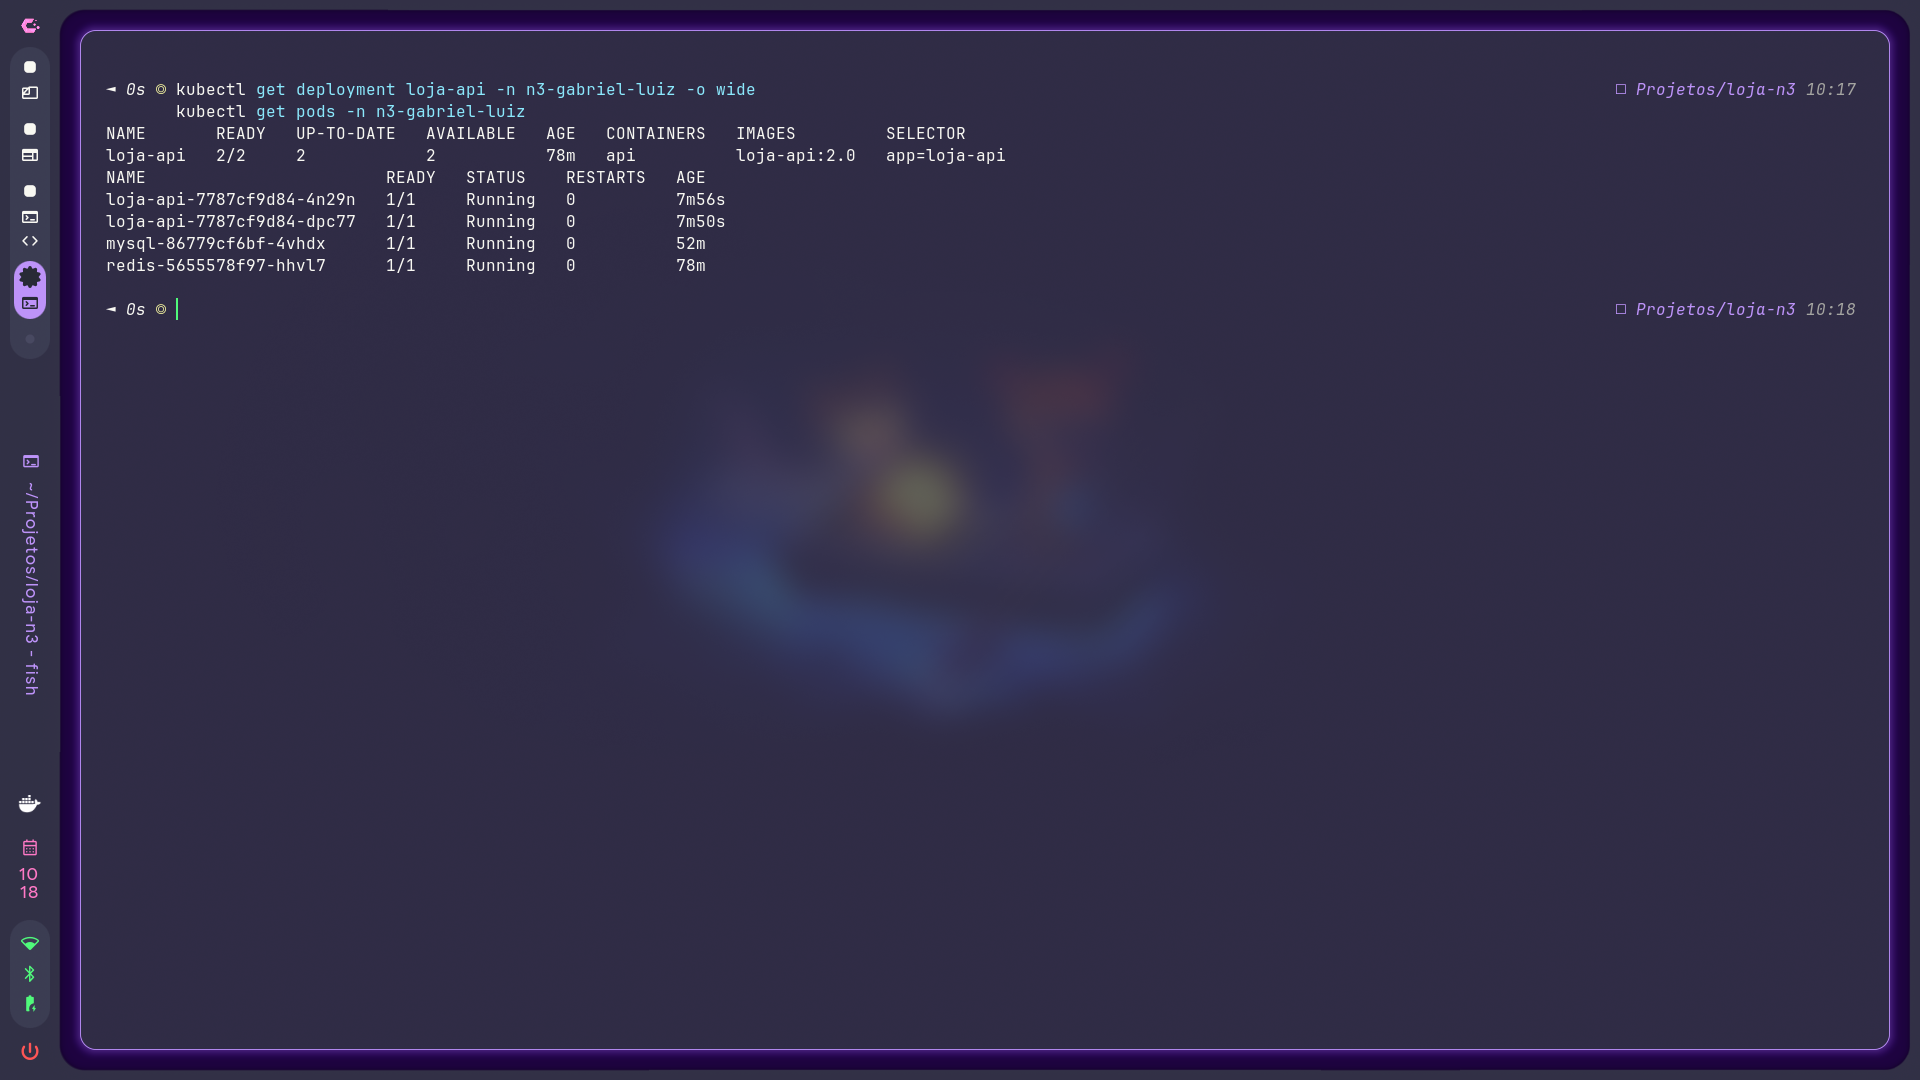 ◄ 0s ◎ kubectl get deployment loja-api -n n3-gabriel-luiz -o wide □ Projetos/loja-n3 10:17
kubectl get pods -n n3-gabriel-luiz
NAME READY UP-TO-DATE AVAILABLE AGE CONTAINERS IMAGES SELECTOR
loja-api 2/2 2 2 78m api loja-api:2.0 app=loja-api
NAME READY STATUS RESTARTS AGE
loja-api-7787cf9d84-4n29n 1/1 Running 0 7m56s
loja-api-7787cf9d84-dpc77 1/1 Running 0 7m50s
mysql-86779cf6bf-4vhdx 1/1 Running 0 52m
redis-5655578f97-hhvl7 1/1 Running 0 78m
◄ 0s ◎ □ Projetos/loja-n3 10:18
~/Projetos/loja-n3 - fish
10
18